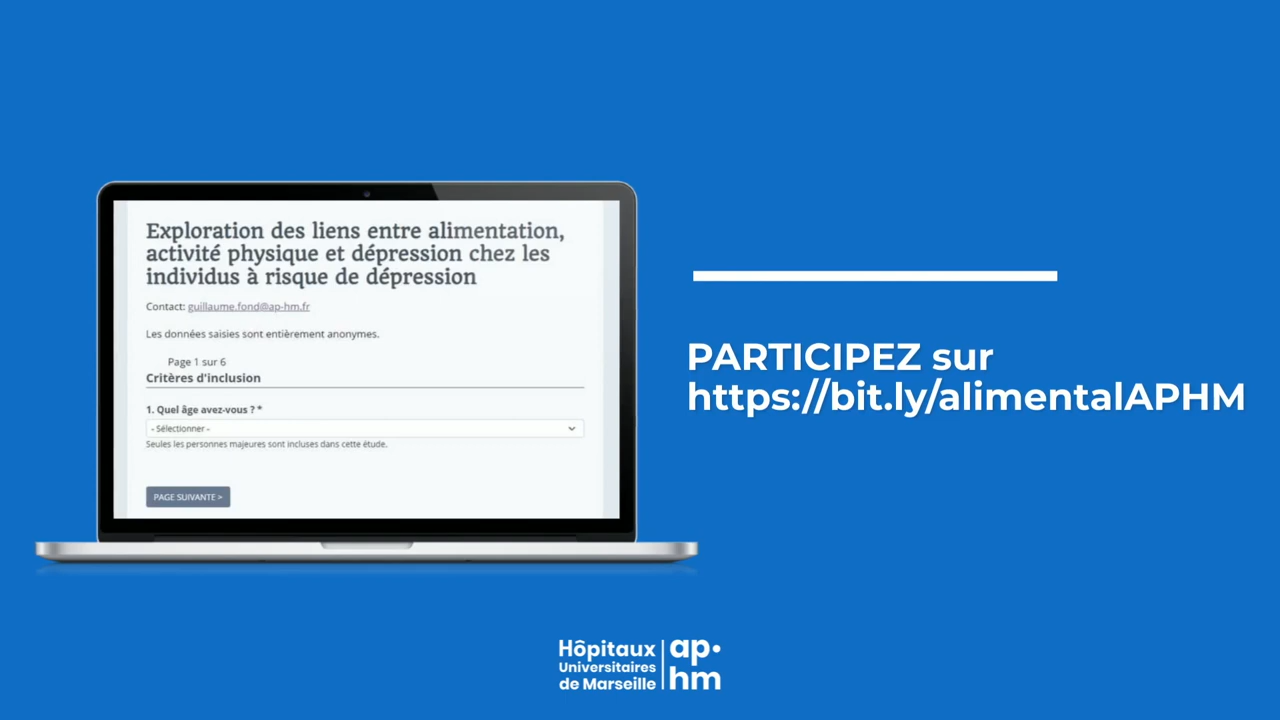 Exploration des liens entre alimentation,
activité physique et dépression chez les
individus à risque de dépression
Contact: guillaume.fond@ap-hm.fr
Les données saisies sont entièrement anonymes.
Page 1 sur 6
Critères d'inclusion
1. Quel âge avez-vous ? *
- Sélectionner -
Seules les personnes majeures sont incluses dans cette étude.
PAGE SUIVANTE >
PARTICIPEZ sur
https://bit.ly/alimentalAPHM
Hôpitaux
Universitaires
de Marseille
ap•
hm